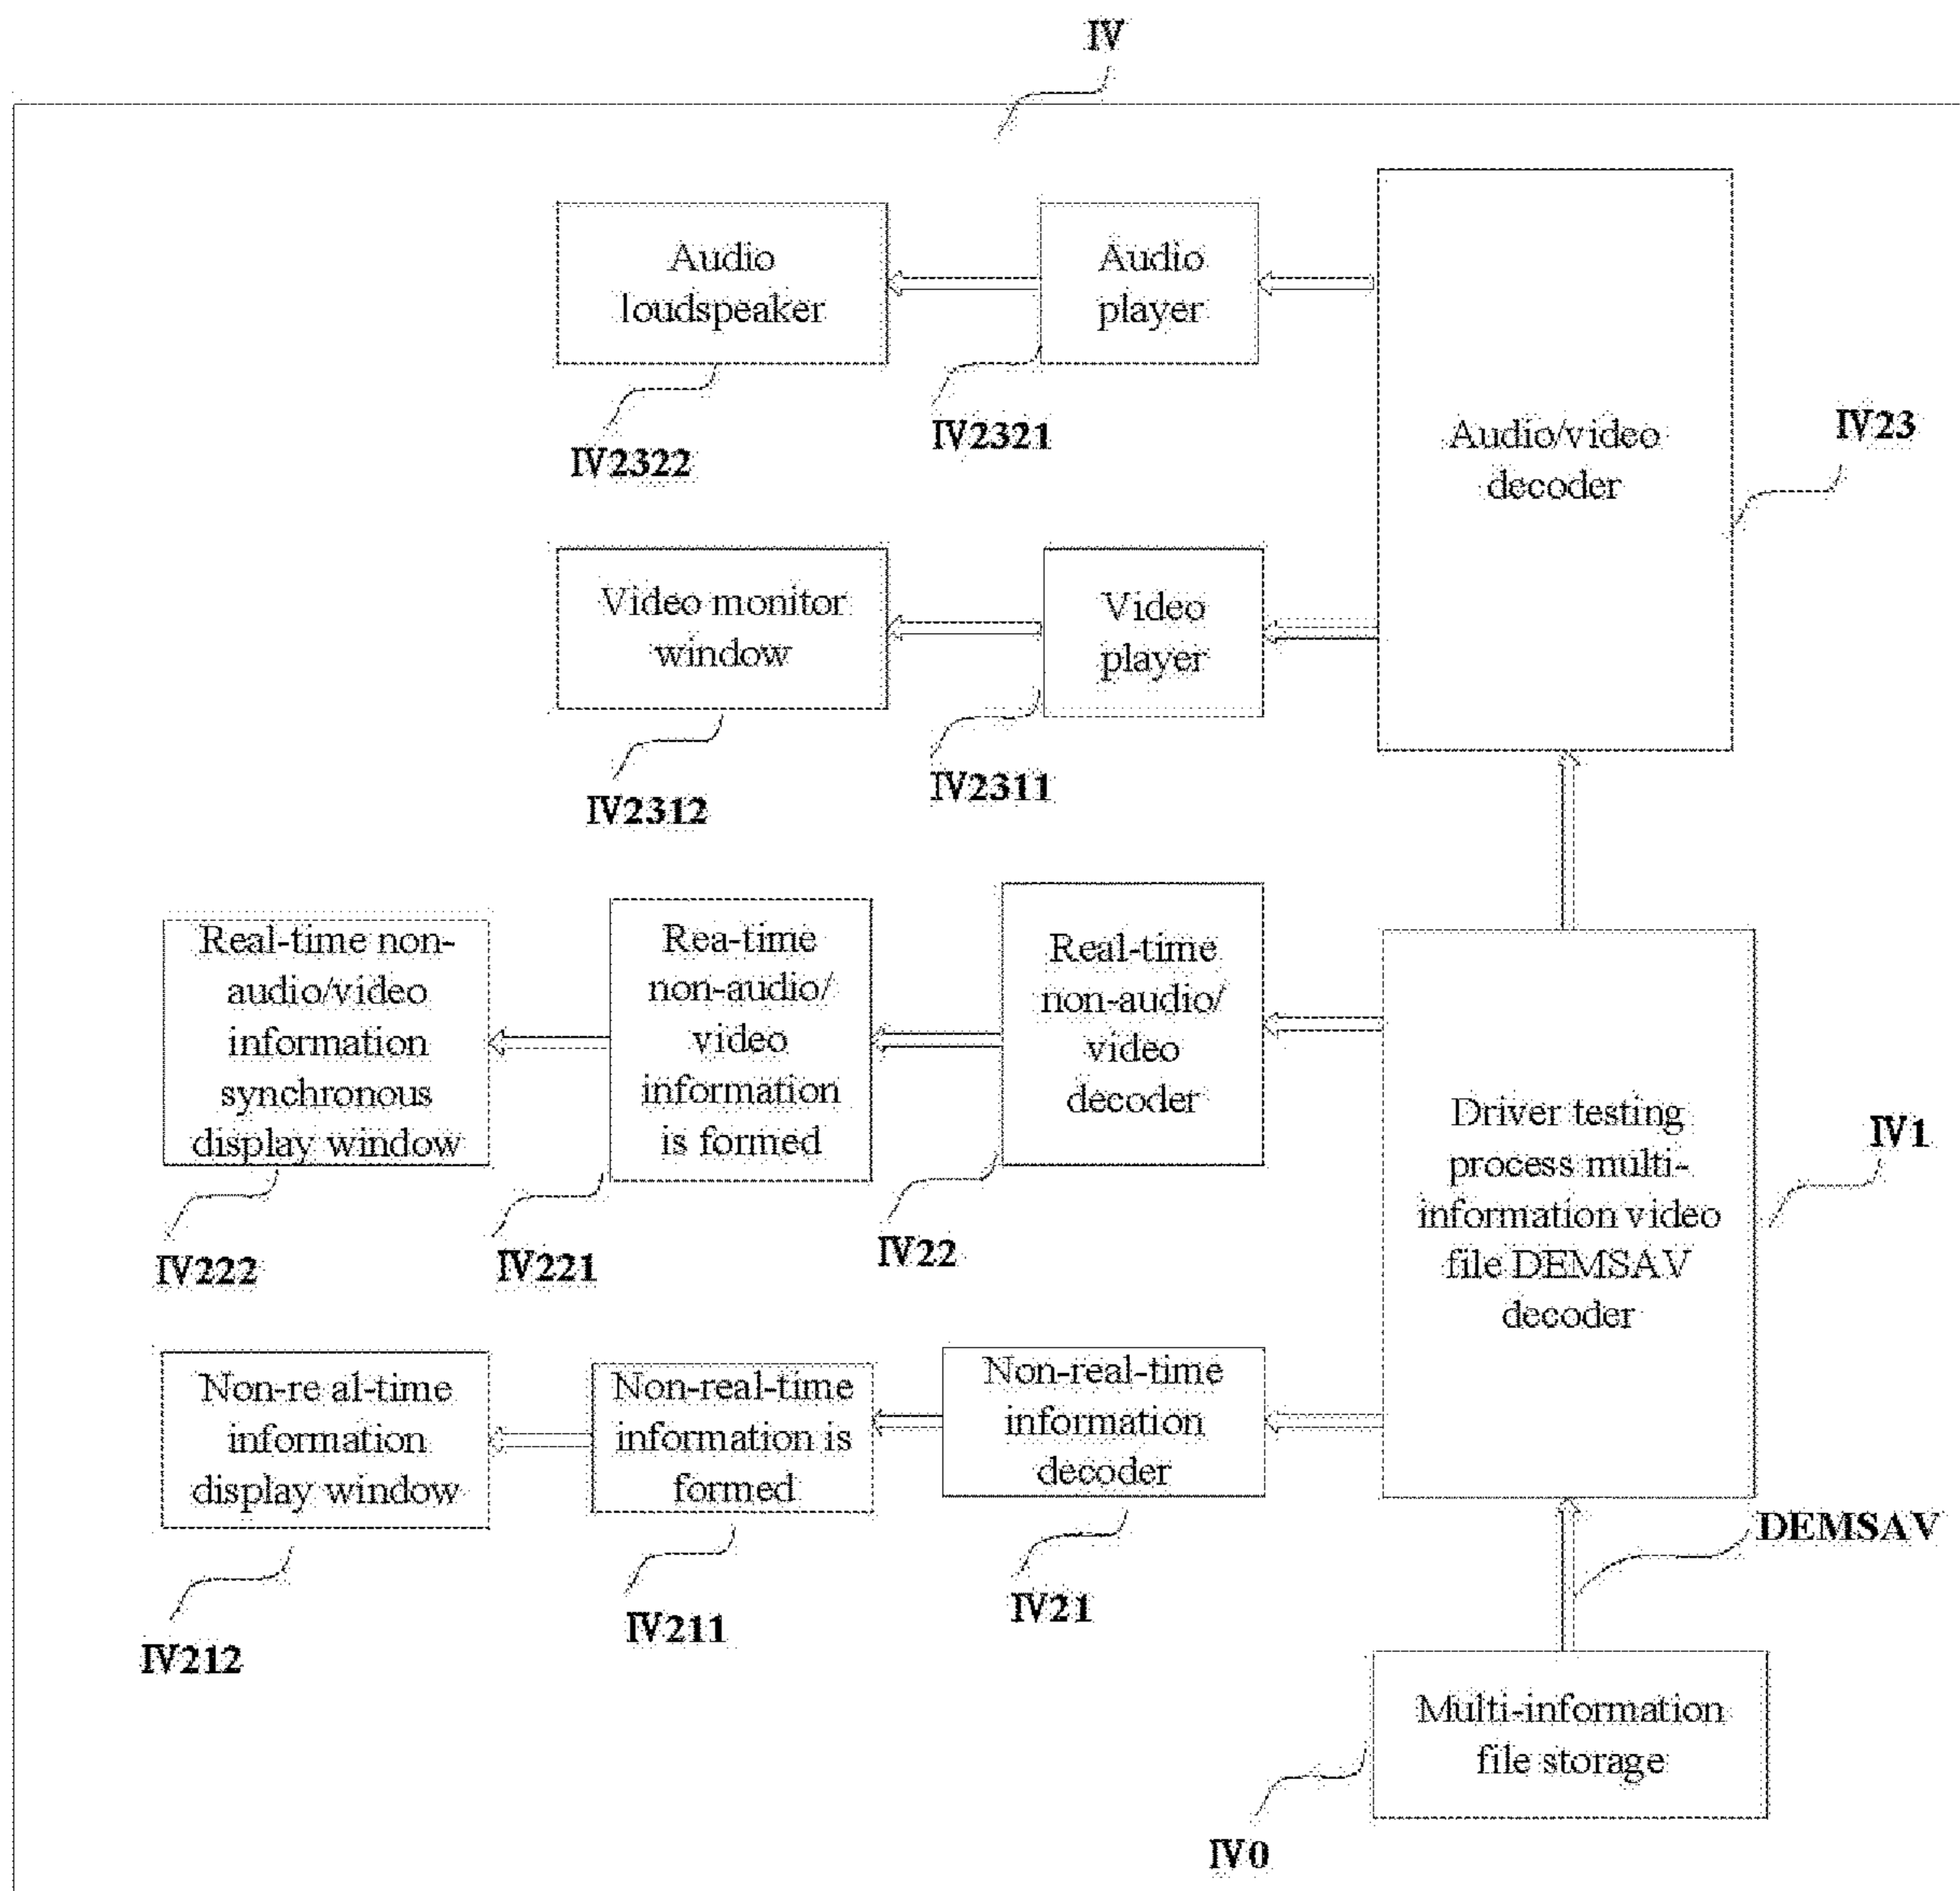 IV
Audio
loudspeaker
Audio
player
Audio/video
decoder
IV23
IV2322
IV2321
Video monitor
window
Video
player
IV2312
IV2311
Real-time non-
audio/video
information
synchronous
display window
Rea-time
non-audio/
video
information
is formed
Real-time
non-audio/
video
decoder
Driver testing
process multi-
information video
file DEMSAV
decoder
IV1
IV222
IV221
IV22
Non-re al-time
information
display window
Non-real-time
information is
formed
Non-real-time
information
decoder
DEMSAV
IV212
IV211
IV21
Multi-information
file storage
IV0